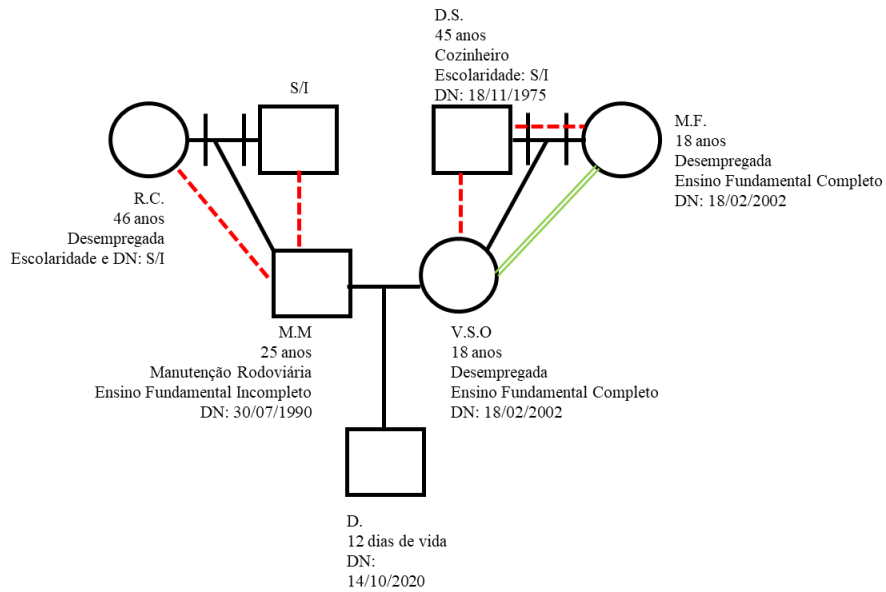 D.S.
45 anos
Cozinheiro
Escolaridade: S/I
DN: 18/11/1975
S/I
M.F.
18 anos
Desempregada
Ensino Fundamental Completo
DN: 18/02/2002
R.C.
46 anos
Desempregada
Escolaridade e DN: S/I
M.M
25 anos
Manutenção Rodoviária
Ensino Fundamental Incompleto
DN: 30/07/1990
V.S.O
18 anos
Desempregada
Ensino Fundamental Completo
DN: 18/02/2002
D.
12 dias de vida
DN:
14/10/2020